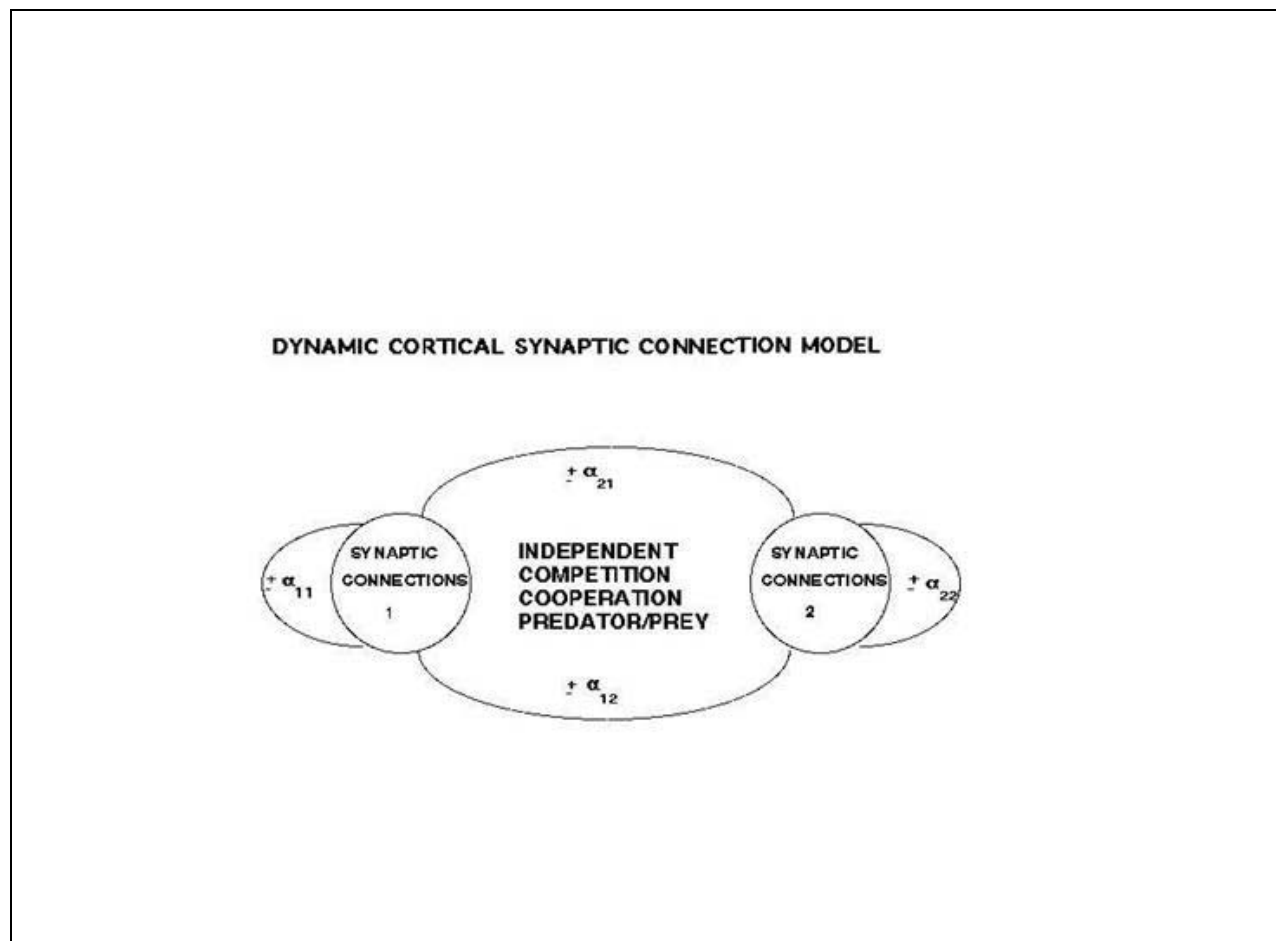 DYNAMIC CORTICAL SYNAPTIC CONNECTION MODEL
± α21
SYNAPTIC
CONNECTIONS
1
± α11
INDEPENDENT
COMPETITION
COOPERATION
PREDATOR/PREY
SYNAPTIC
CONNECTIONS
2
± α22
± α12